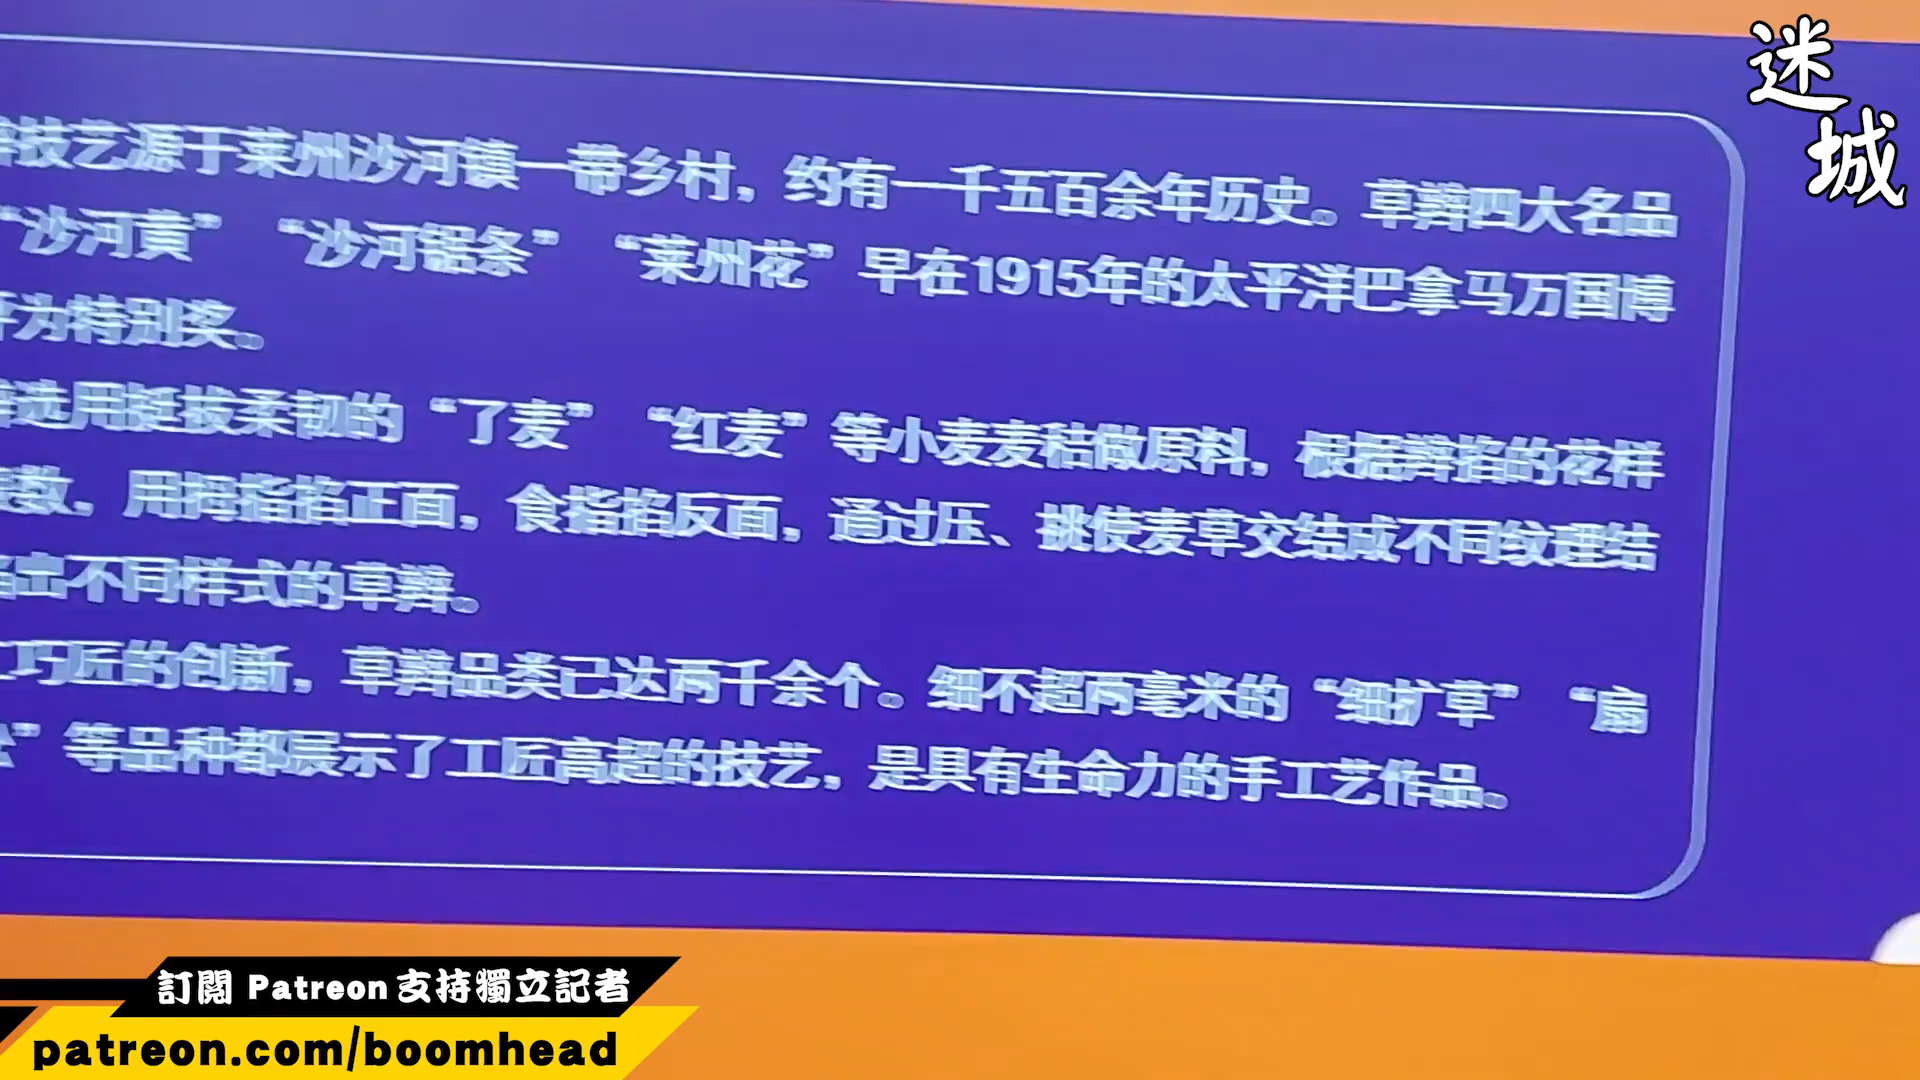 技艺源于莱州沙河镇一带乡村，约有一千五百余年历史。草辫四大名品
“沙河黄” “沙河锯条” “莱州花”早在1915年的太平洋巴拿马万国博
为特别奖。
选用挺拔柔韧的“了麦” “红麦”等小麦麦秸做原料，根据辫掐的花样
数，用拇指掐正面，食指掐反面，通过压、挑使麦草交结成不同纹理结
出不同样式的草辫。
巧匠的创新，草辫品类已达两千余个。细不超两毫米的“细扩草” “扇
”等品种都展示了工匠高超的技艺，是具有生命力的手工艺作品。
迷城
訂閱 Patreon 支持獨立記者
patreon.com/boomhead